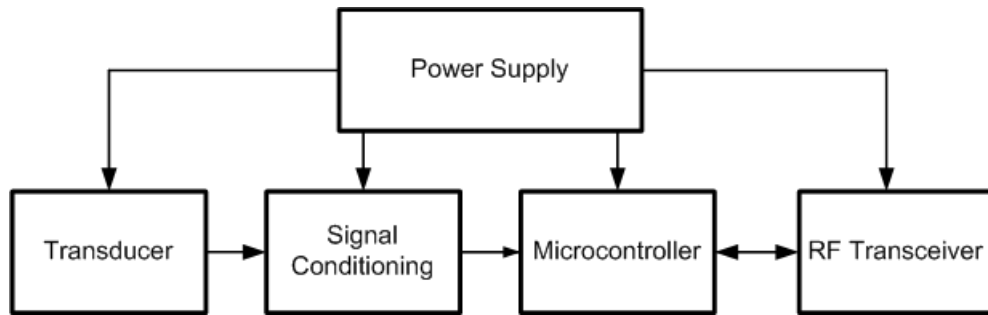 Power Supply
Transducer
Signal
Conditioning
Microcontroller
RF Transceiver